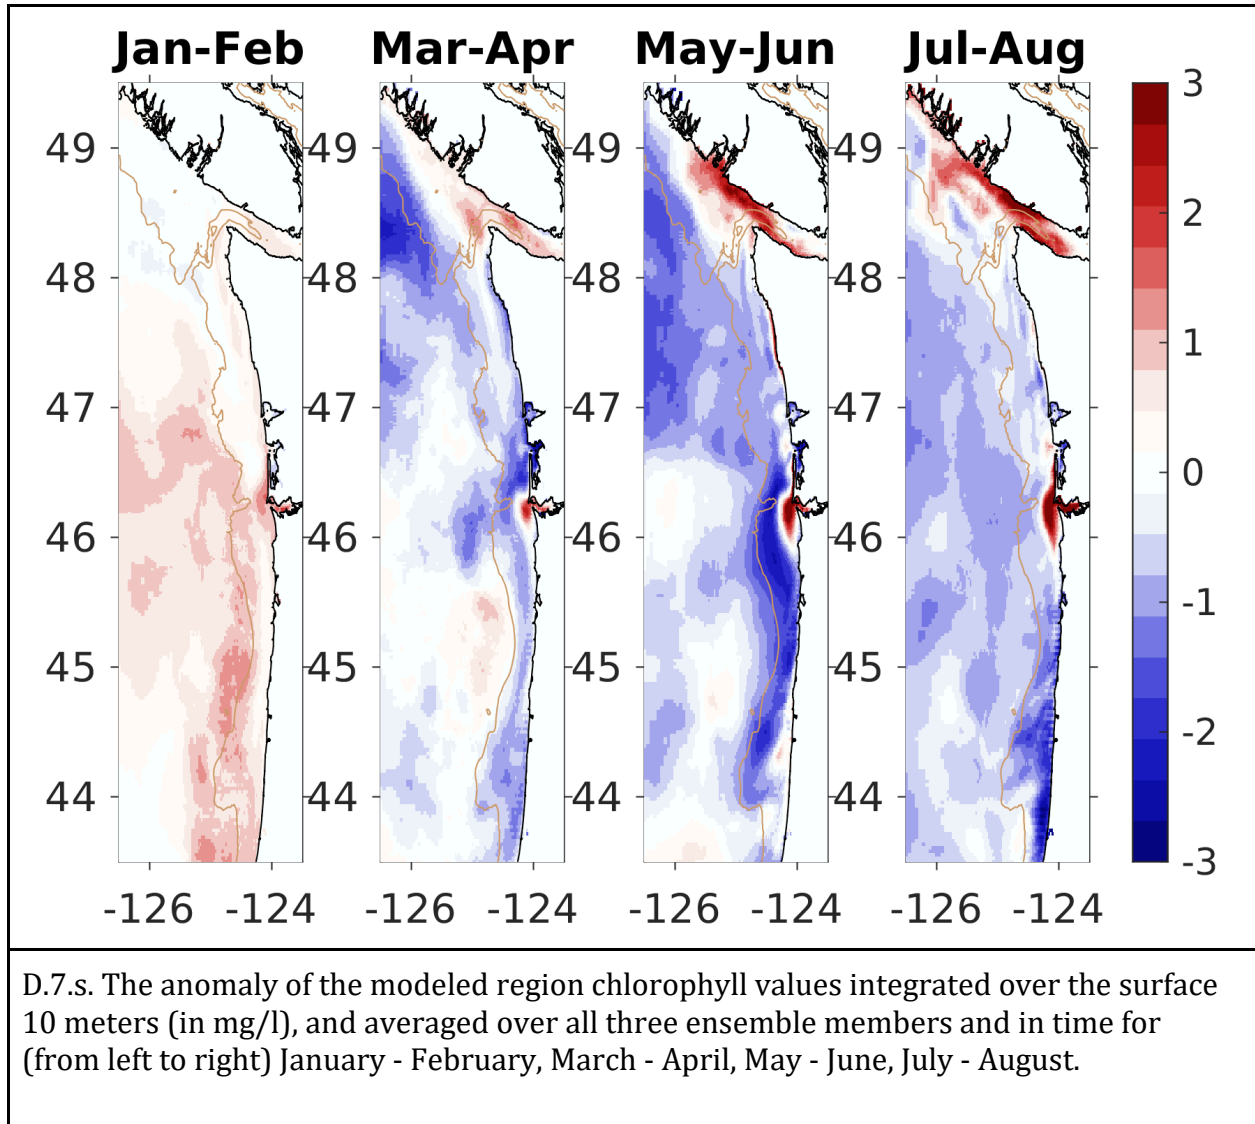 Jan-Feb Mar-Apr May-Jun Jul-Aug
3
49 49 49 49
2
48 48 48 48
1
47 47 47 47
0
46 46 46 46
-1
45 45 45 45
-2
44 44 44 44
-3
-126 -124 -126 -124 -126 -124 -126 -124
D.7.s. The anomaly of the modeled region chlorophyll values integrated over the surface
10 meters (in mg/l), and averaged over all three ensemble members and in time for
(from left to right) January - February, March - April, May - June, July - August.